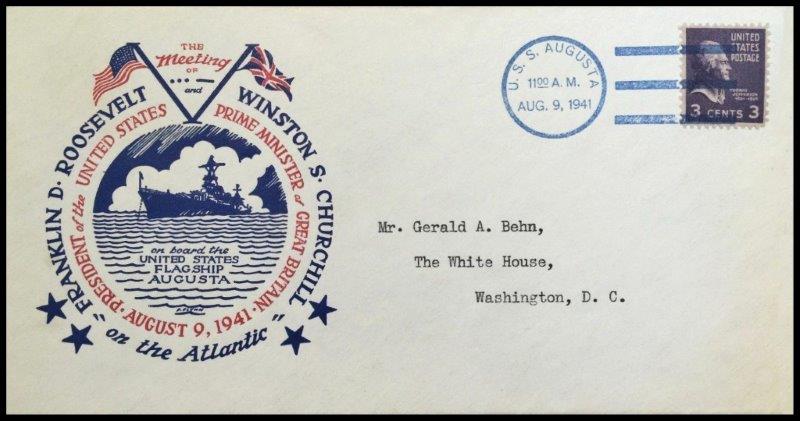 THE
Meeting
OF
and
"FRANKLIN D. ROOSEVELT
WINSTON S. CHURCHILL
PRESIDENT of the UNITED STATES
PRIME MINISTER of GREAT BRITAIN
on board the
UNITED STATES
FLAGSHIP
AUGUSTA
· AUGUST 9, 1941 ·
on the Atlantic"
U. S. S. AUGUSTA
11:00 A.M.
AUG. 9, 1941
UNITED
STATES
POSTAGE
THOMAS
JEFFERSON
3 CENTS 3
Mr. Gerald A. Behn,
The White House,
Washington, D. C.